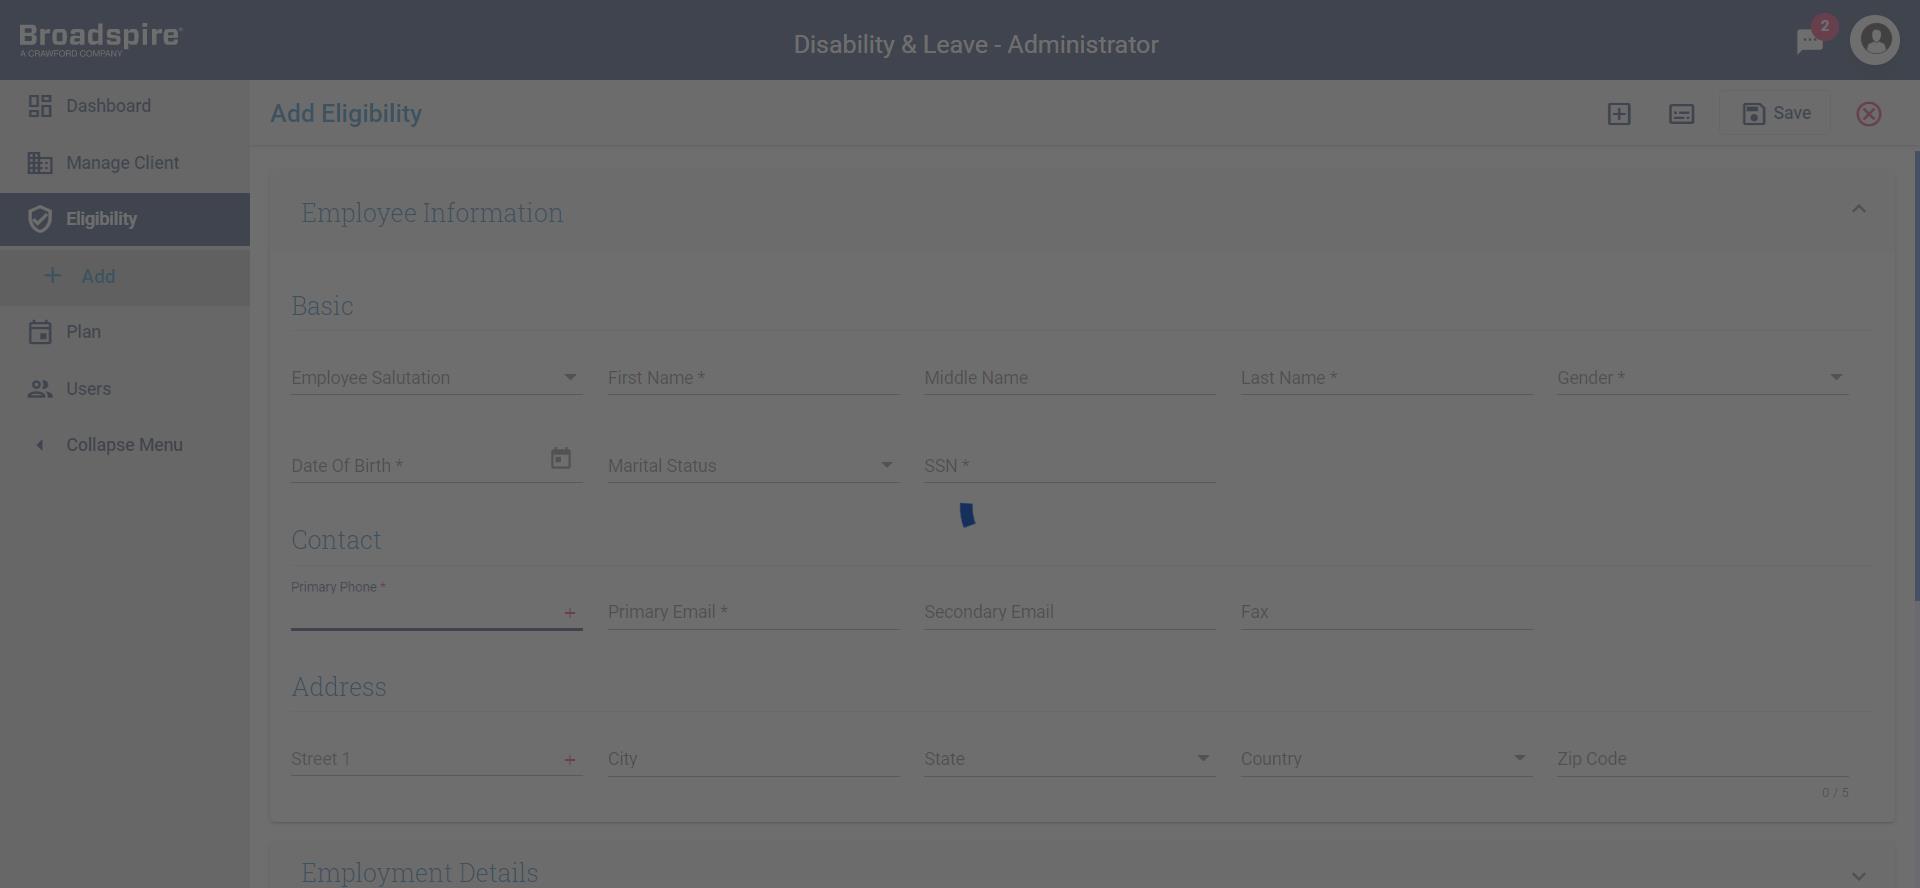 Broadspire®
A CRAWFORD COMPANY
Disability & Leave - Administrator
2
Dashboard
Manage Client
Eligibility
Add
Plan
Users
Collapse Menu
Add Eligibility
Save
Employee Information
Basic
Employee Salutation
First Name *
Middle Name
Last Name *
Gender *
Date Of Birth *
Marital Status
SSN *
Contact
Primary Phone *
Primary Email *
Secondary Email
Fax
Address
Street 1
City
State
Country
Zip Code
0 / 5
Employment Details